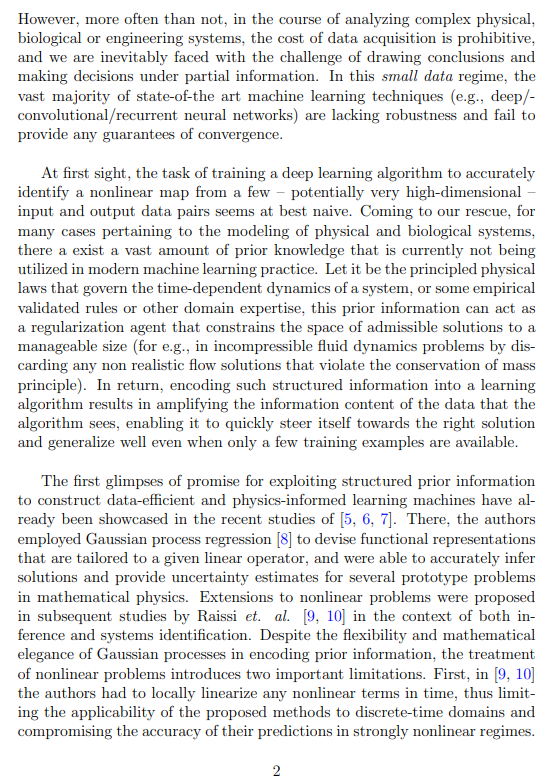 However, more often than not, in the course of analyzing complex physical,
biological or engineering systems, the cost of data acquisition is prohibitive,
and we are inevitably faced with the challenge of drawing conclusions and
making decisions under partial information. In this small data regime, the
vast majority of state-of-the art machine learning techniques (e.g., deep/-
convolutional/recurrent neural networks) are lacking robustness and fail to
provide any guarantees of convergence.
At first sight, the task of training a deep learning algorithm to accurately
identify a nonlinear map from a few – potentially very high-dimensional –
input and output data pairs seems at best naive. Coming to our rescue, for
many cases pertaining to the modeling of physical and biological systems,
there a exist a vast amount of prior knowledge that is currently not being
utilized in modern machine learning practice. Let it be the principled physical
laws that govern the time-dependent dynamics of a system, or some empirical
validated rules or other domain expertise, this prior information can act as
a regularization agent that constrains the space of admissible solutions to a
manageable size (for e.g., in incompressible fluid dynamics problems by dis-
carding any non realistic flow solutions that violate the conservation of mass
principle). In return, encoding such structured information into a learning
algorithm results in amplifying the information content of the data that the
algorithm sees, enabling it to quickly steer itself towards the right solution
and generalize well even when only a few training examples are available.
The first glimpses of promise for exploiting structured prior information
to construct data-efficient and physics-informed learning machines have al-
ready been showcased in the recent studies of [5, 6, 7]. There, the authors
employed Gaussian process regression [8] to devise functional representations
that are tailored to a given linear operator, and were able to accurately infer
solutions and provide uncertainty estimates for several prototype problems
in mathematical physics. Extensions to nonlinear problems were proposed
in subsequent studies by Raissi et. al. [9, 10] in the context of both in-
ference and systems identification. Despite the flexibility and mathematical
elegance of Gaussian processes in encoding prior information, the treatment
of nonlinear problems introduces two important limitations. First, in [9, 10]
the authors had to locally linearize any nonlinear terms in time, thus limit-
ing the applicability of the proposed methods to discrete-time domains and
compromising the accuracy of their predictions in strongly nonlinear regimes.
2